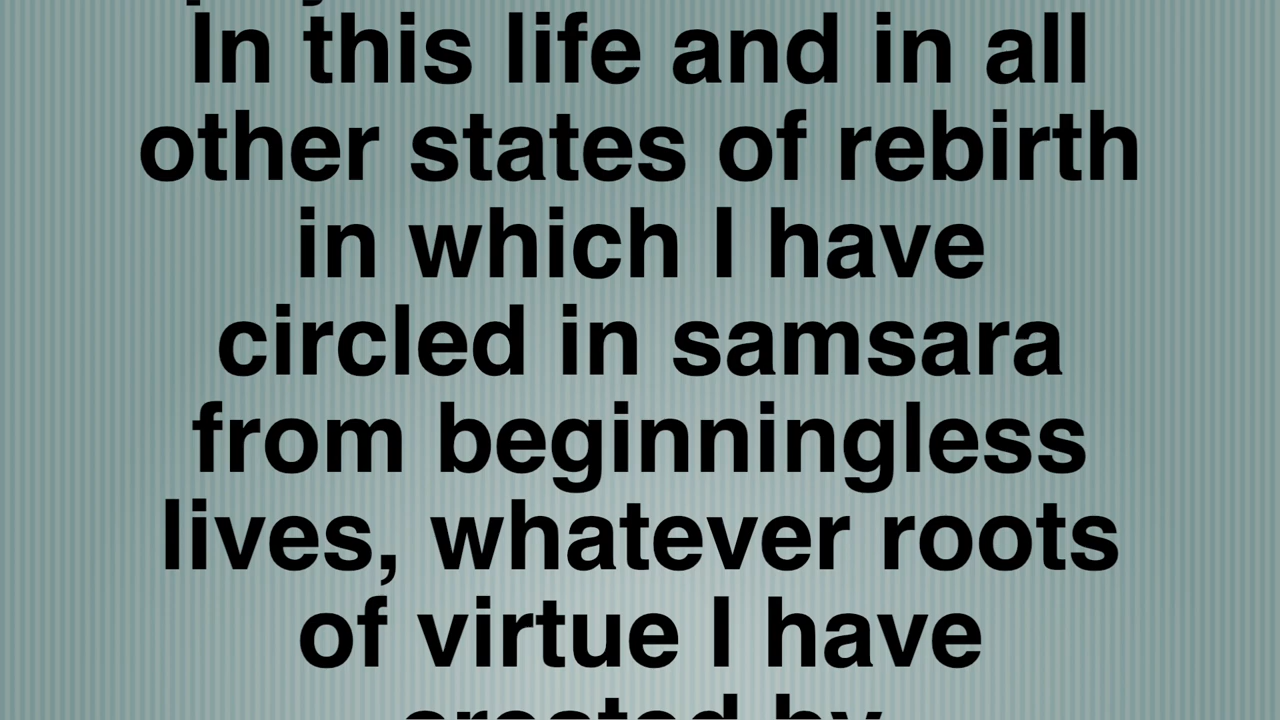 In this life and in all
other states of rebirth
in which I have
circled in samsara
from beginningless
lives, whatever roots
of virtue I have
created by